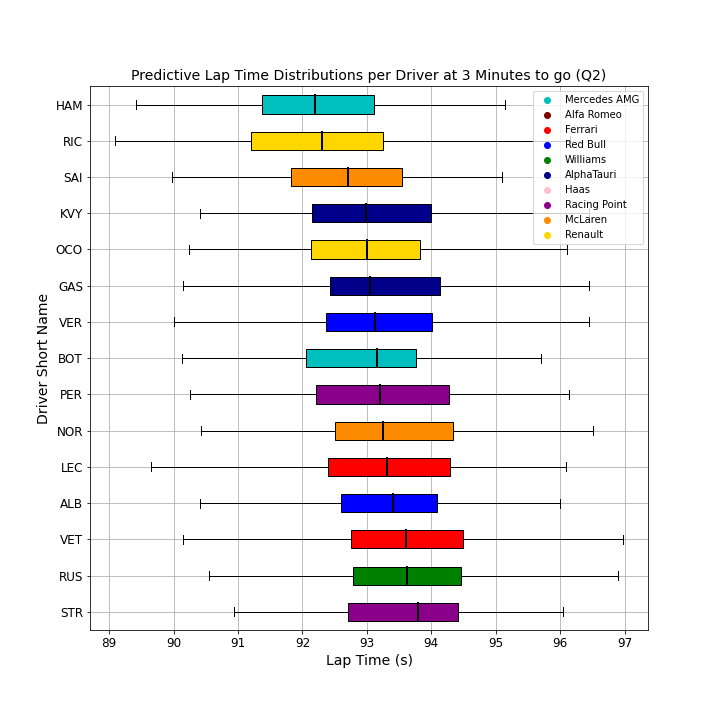 Predictive Lap Time Distributions per Driver at 3 Minutes to go (Q2)
Mercedes AMG
Alfa Romeo
Ferrari
Red Bull
Williams
AlphaTauri
Haas
Racing Point
McLaren
Renault
Driver Short Name
HAM
RIC
SAI
KVY
OCO
GAS
VER
BOT
PER
NOR
LEC
ALB
VET
RUS
STR
89 90 91 92 93 94 95 96 97
Lap Time (s)